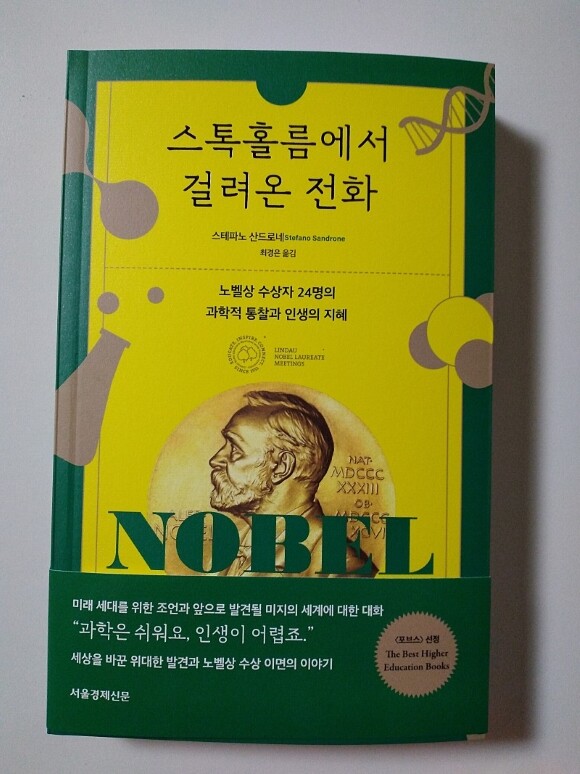 스톡홀름에서
걸려온 전화
스테파노 산드로네 Stefano Sandrone
최경은 옮김
노벨상 수상자 24명의
과학적 통찰과 인생의 지혜
EDUCATE. INSPIRE. CONNECT.
SINCE 1951
LINDAU
NOBEL LAUREATE
MEETINGS
NAT·
MDCCC
XXXIII
OB·
NOBEL
미래 세대를 위한 조언과 앞으로 발견될 미지의 세계에 대한 대화
“과학은 쉬워요, 인생이 어렵죠.”
세상을 바꾼 위대한 발견과 노벨상 수상 이면의 이야기
서울경제신문
〈포브스〉 선정
The Best Higher
Education Books